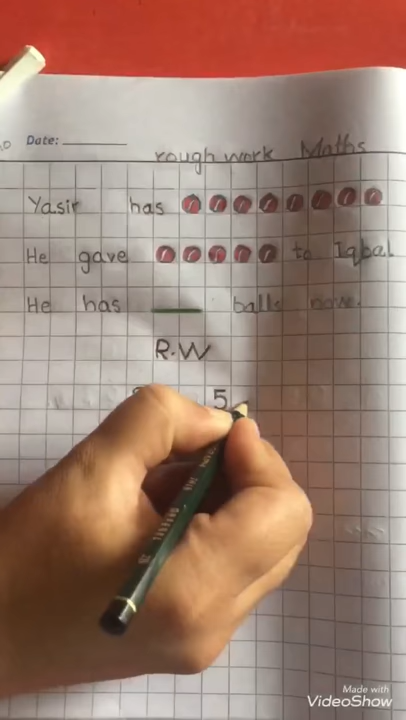 Date:
rough work Maths
Yasir has
He gave to Iqbal
He has balls now.
R.W
5
Made with
VideoShow